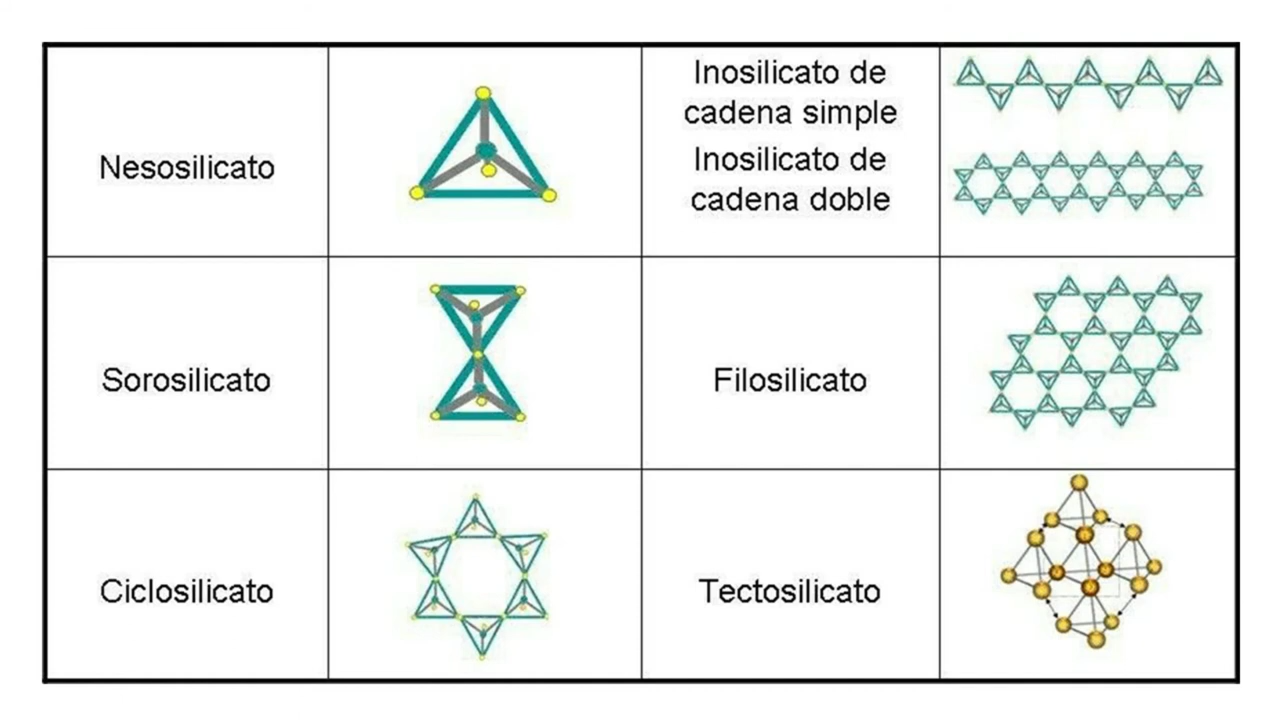 Nesosilicato
Inosilicato de
cadena simple
Inosilicato de
cadena doble
Sorosilicato
Filosilicato
Ciclosilicato
Tectosilicato